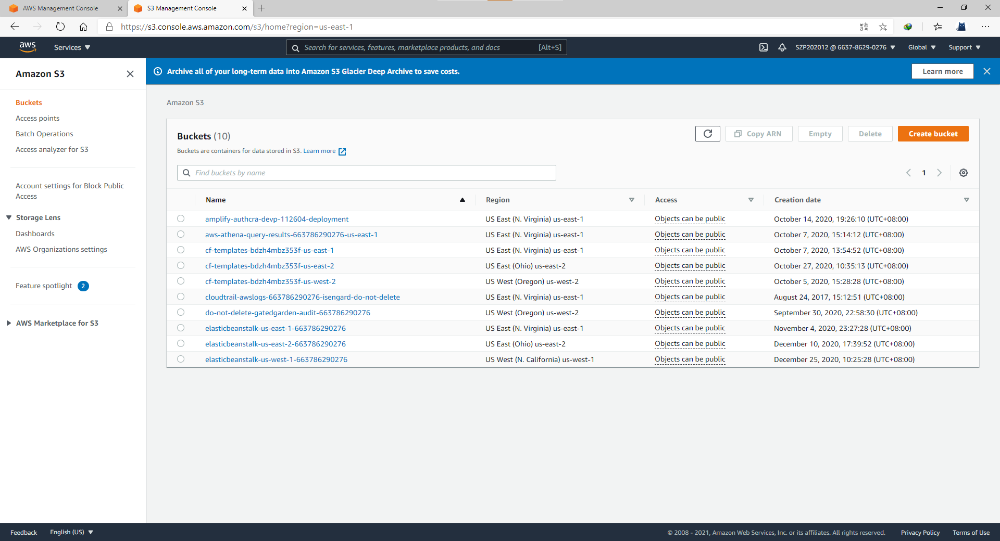 AWS Management Console
S3 Management Console
https://s3.console.aws.amazon.com/s3/home?region=us-east-1
aws
Services
Search for services, features, marketplace products, and docs [Alt+S]
SZP202012 @ 6637-8629-0276
Global
Support
Amazon S3
Archive all of your long-term data into Amazon S3 Glacier Deep Archive to save costs.
Learn more
Buckets
Access points
Batch Operations
Access analyzer for S3
Account settings for Block Public
Access
Storage Lens
Dashboards
AWS Organizations settings
Feature spotlight 2
AWS Marketplace for S3
Amazon S3
Buckets (10)
Copy ARN
Empty
Delete
Create bucket
Buckets are containers for data stored in S3. Learn more
Find buckets by name
1
Name Region Access Creation date
amplify-authcra-devp-112604-deployment US East (N. Virginia) us-east-1 Objects can be public October 14, 2020, 19:26:10 (UTC+08:00)
aws-athena-query-results-663786290276-us-east-1 US East (N. Virginia) us-east-1 Objects can be public October 7, 2020, 15:14:12 (UTC+08:00)
cf-templates-bdzh4mbz353f-us-east-1 US East (N. Virginia) us-east-1 Objects can be public October 7, 2020, 13:54:52 (UTC+08:00)
cf-templates-bdzh4mbz353f-us-east-2 US East (Ohio) us-east-2 Objects can be public October 27, 2020, 10:35:13 (UTC+08:00)
cf-templates-bdzh4mbz353f-us-west-2 US West (Oregon) us-west-2 Objects can be public October 5, 2020, 15:28:28 (UTC+08:00)
cloudtrail-awslogs-663786290276-isengard-do-not-delete US East (N. Virginia) us-east-1 Objects can be public August 24, 2017, 15:12:51 (UTC+08:00)
do-not-delete-gatedgarden-audit-663786290276 US West (Oregon) us-west-2 Objects can be public September 30, 2020, 22:58:30 (UTC+08:00)
elasticbeanstalk-us-east-1-663786290276 US East (N. Virginia) us-east-1 Objects can be public November 4, 2020, 23:27:28 (UTC+08:00)
elasticbeanstalk-us-east-2-663786290276 US East (Ohio) us-east-2 Objects can be public December 10, 2020, 17:39:52 (UTC+08:00)
elasticbeanstalk-us-west-1-663786290276 US West (N. California) us-west-1 Objects can be public December 25, 2020, 10:25:28 (UTC+08:00)
Feedback
English (US)
© 2008 - 2021, Amazon Web Services, Inc. or its affiliates. All rights reserved.
Privacy Policy
Terms of Use